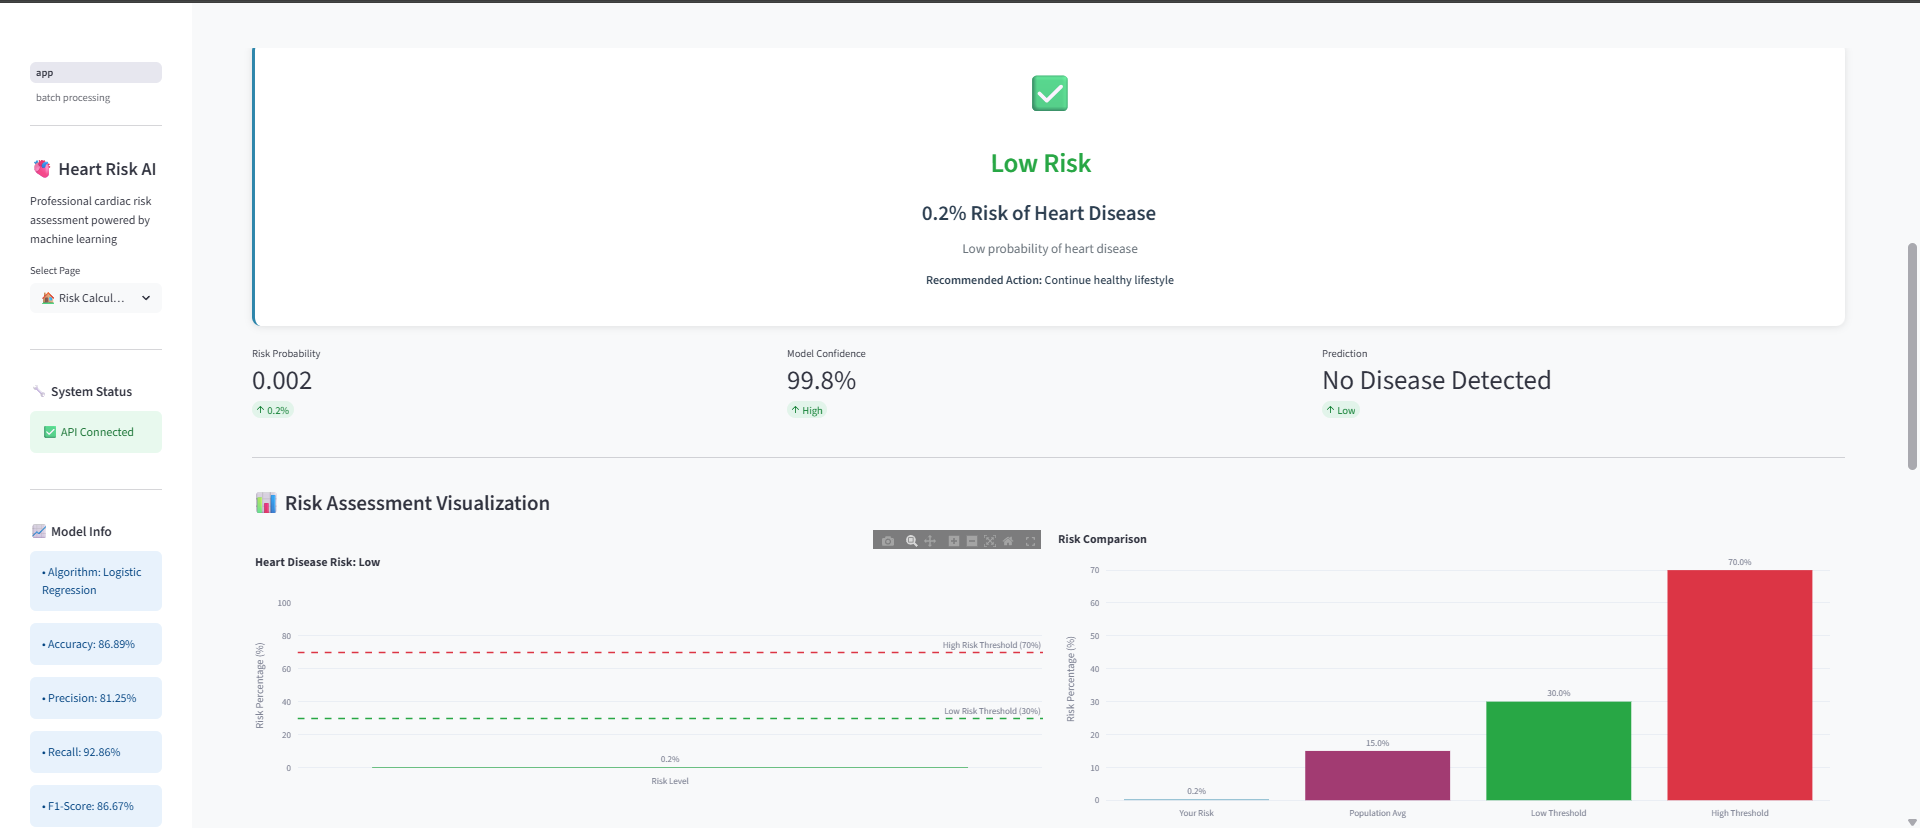 app
batch processing
Heart Risk AI
Professional cardiac risk
assessment powered by
machine learning
Select Page
Risk Calcul...
System Status
API Connected
Model Info
• Algorithm: Logistic
Regression
• Accuracy: 86.89%
• Precision: 81.25%
• Recall: 92.86%
• F1-Score: 86.67%
Low Risk
0.2% Risk of Heart Disease
Low probability of heart disease
Recommended Action: Continue healthy lifestyle
Risk Probability
0.002
↑ 0.2%
Model Confidence
99.8%
↑ High
Prediction
No Disease Detected
↑ Low
Risk Assessment Visualization
Heart Disease Risk: Low
Risk Percentage (%)
100
80
60
40
20
0
High Risk Threshold (70%)
Low Risk Threshold (30%)
0.2%
Risk Level
Risk Comparison
Risk Percentage (%)
70
60
50
40
30
20
10
0
0.2%
15.0%
30.0%
70.0%
Your Risk
Population Avg
Low Threshold
High Threshold